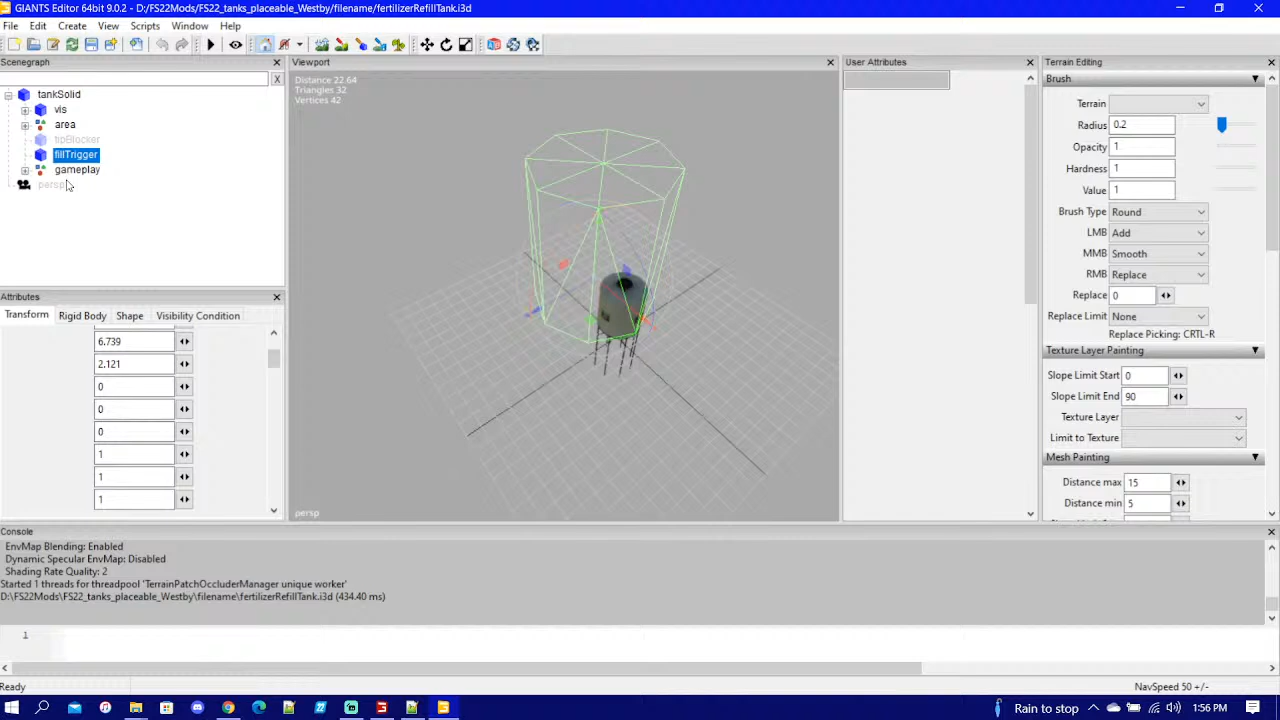 GIANTS Editor 64bit 9.0.2 - D:/FS22Mods/FS22_tanks_placeable_Westby/filename/fertilizerRefillTank.i3d
File Edit Create View Scripts Window Help
Scenegraph
X
tankSolid
vis
area
tipBlocker
fillTrigger
gameplay
persp
Attributes
Transform Rigid Body Shape Visibility Condition
6.739
2.121
0
0
0
1
1
1
Viewport
Distance 22.64
Triangles 32
Vertices 42
persp
User Attributes
Terrain Editing
Brush
Terrain
Radius 0.2
Opacity 1
Hardness 1
Value 1
Brush Type Round
LMB Add
MMB Smooth
RMB Replace
Replace 0
Replace Limit None
Replace Picking: CRTL-R
Texture Layer Painting
Slope Limit Start 0
Slope Limit End 90
Texture Layer
Limit to Texture
Mesh Painting
Distance max 15
Distance min 5
Console
EnvMap Blending: Enabled
Dynamic Specular EnvMap: Disabled
Shading Rate Quality: 2
Started 1 threads for threadpool 'TerrainPatchOccluderManager unique worker'
D:\FS22Mods\FS22_tanks_placeable_Westby\filename\fertilizerRefillTank.i3d (434.40 ms)
1
Ready
NavSpeed 50 +/-
Rain to stop
1:56 PM